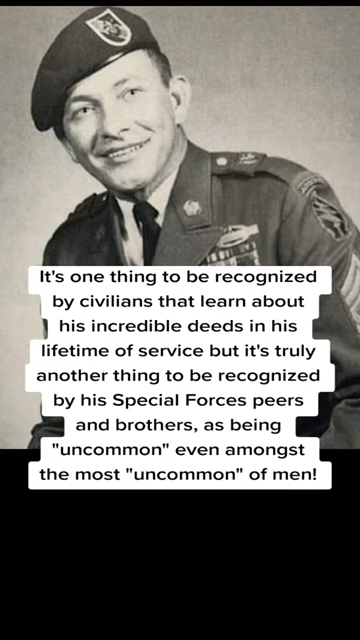 It's one thing to be recognized
by civilians that learn about
his incredible deeds in his
lifetime of service but it's truly
another thing to be recognized
by his Special Forces peers
and brothers, as being
"uncommon" even amongst
the most "uncommon" of men!